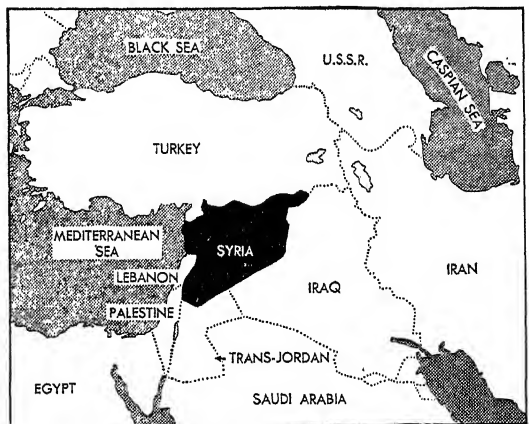 BLACK SEA
U.S.S.R.
CASPIAN SEA
TURKEY
MEDITERRANEAN
SEA
SYRIA
LEBANON
IRAN
IRAQ
PALESTINE
TRANS-JORDAN
EGYPT
SAUDI ARABIA